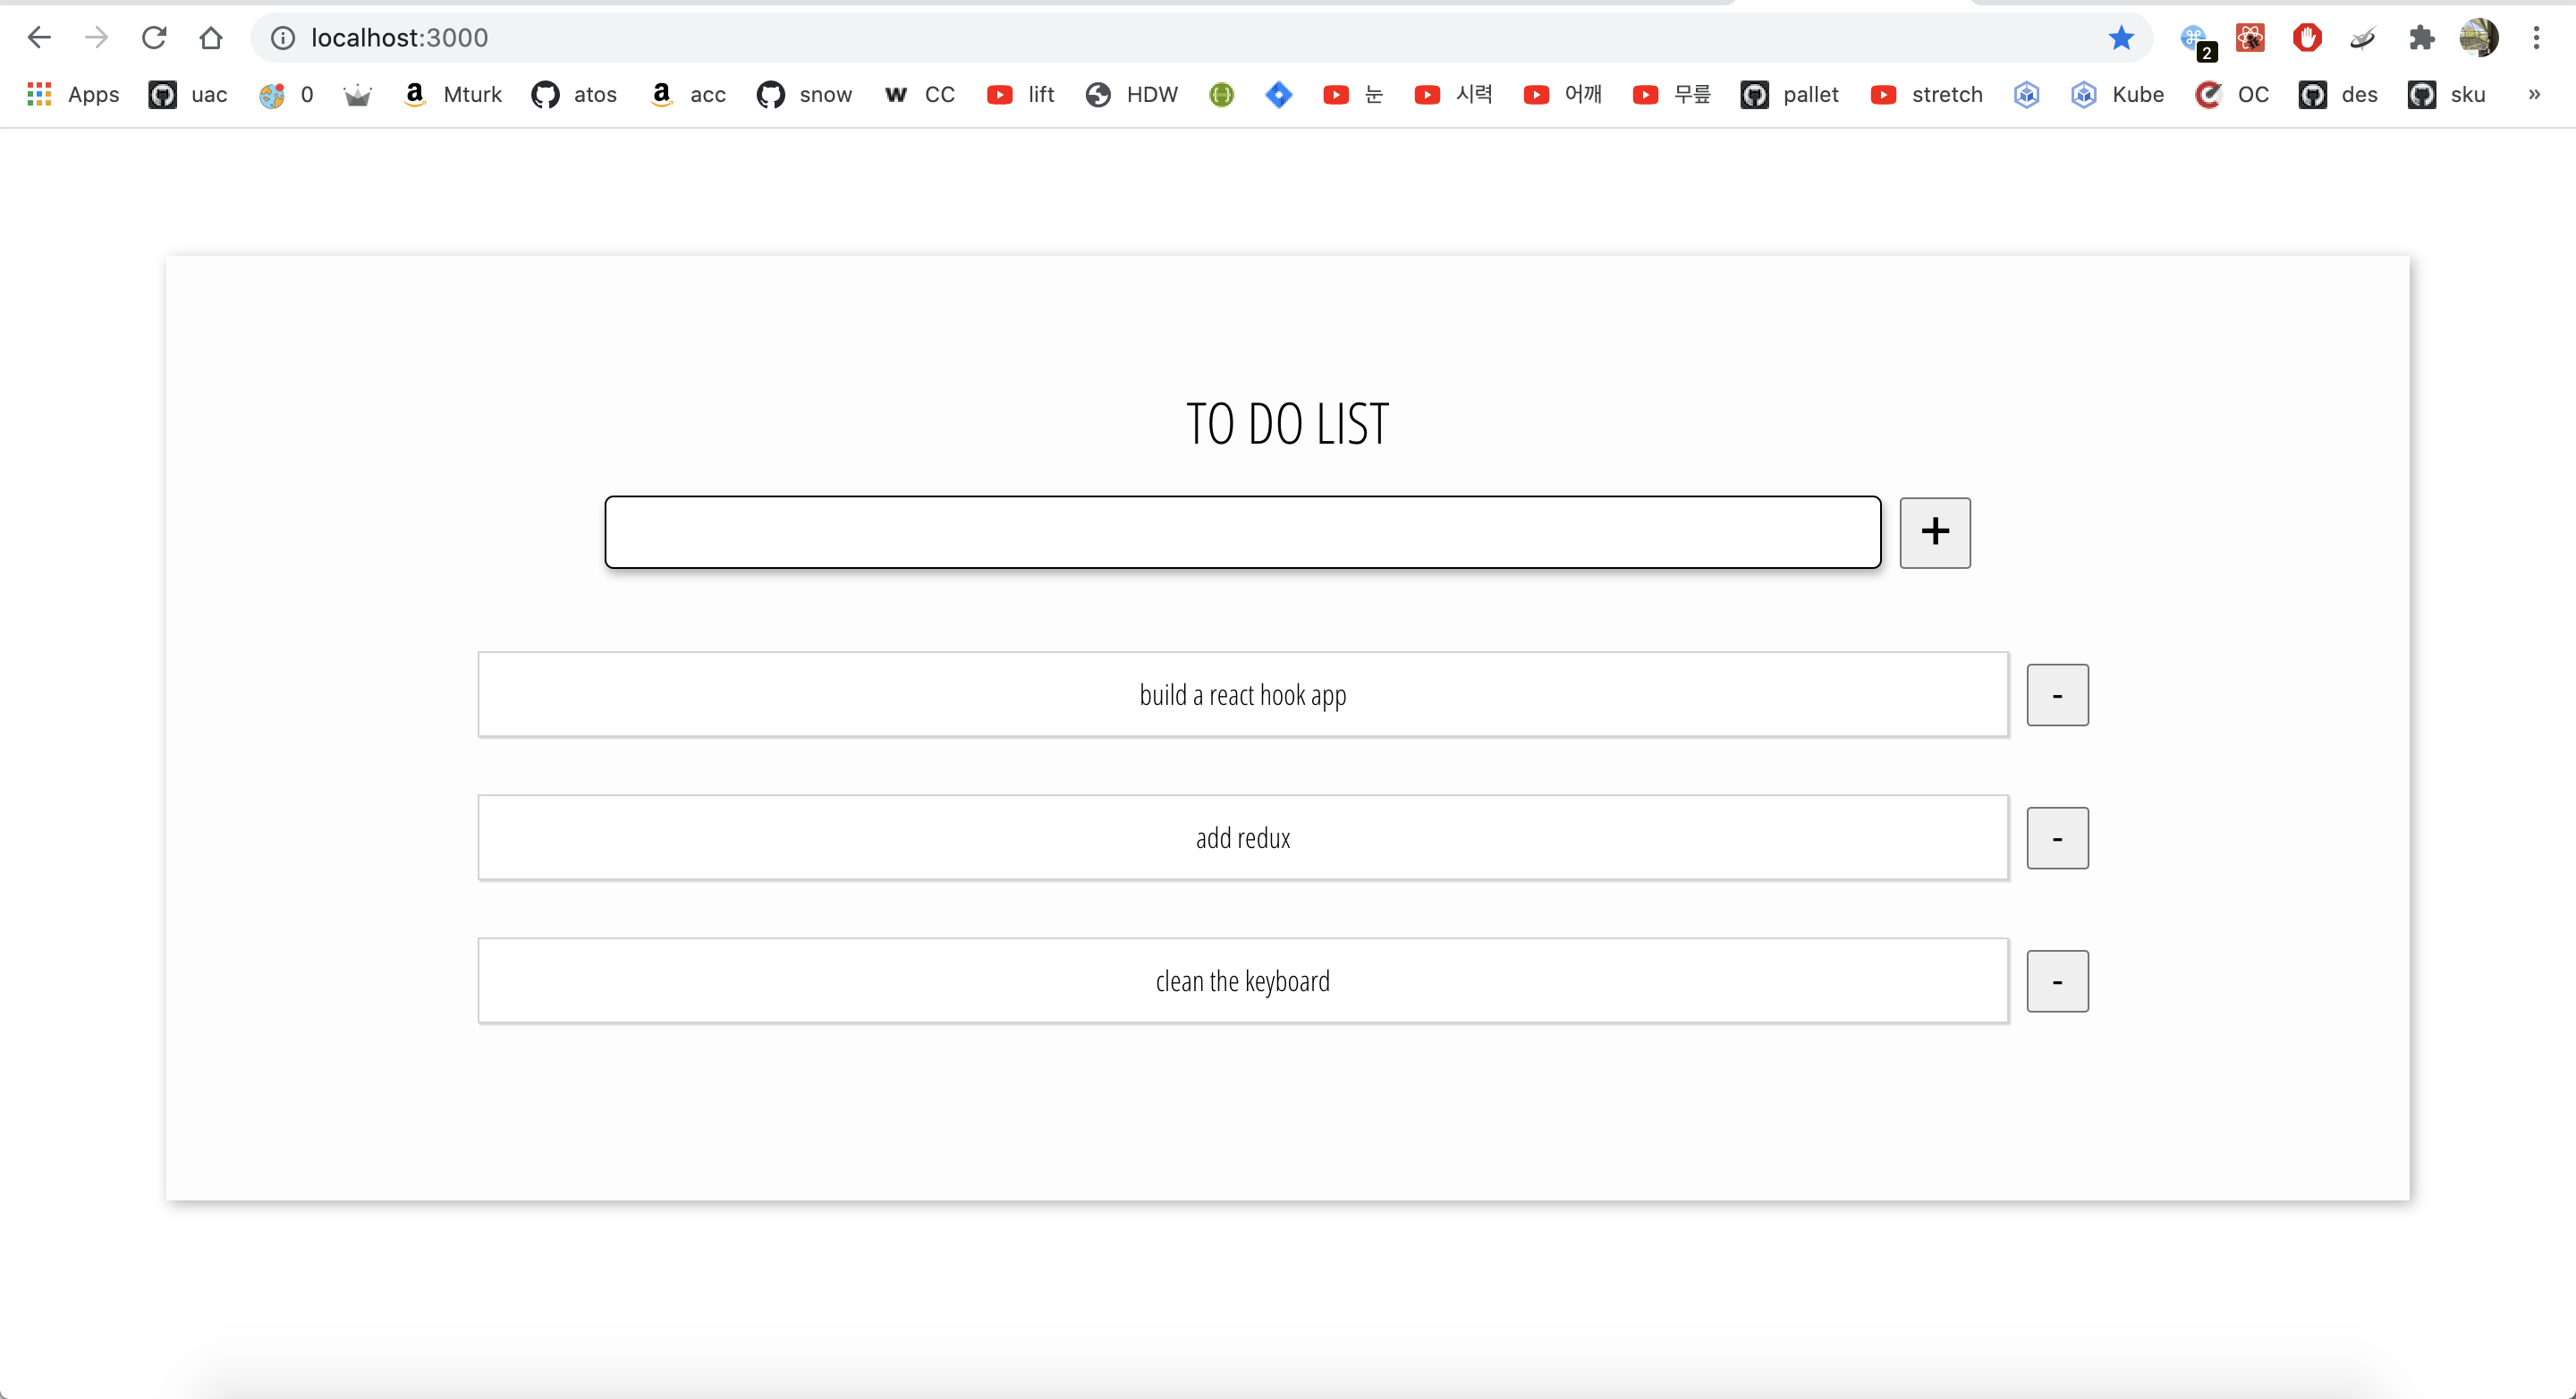 localhost:3000
2
Apps uac 0 Mturk atos acc snow W CC lift HDW 눈 시력 어깨 무릎 pallet stretch Kube OC des sku »
TO DO LIST
+
build a react hook app -
add redux -
clean the keyboard -